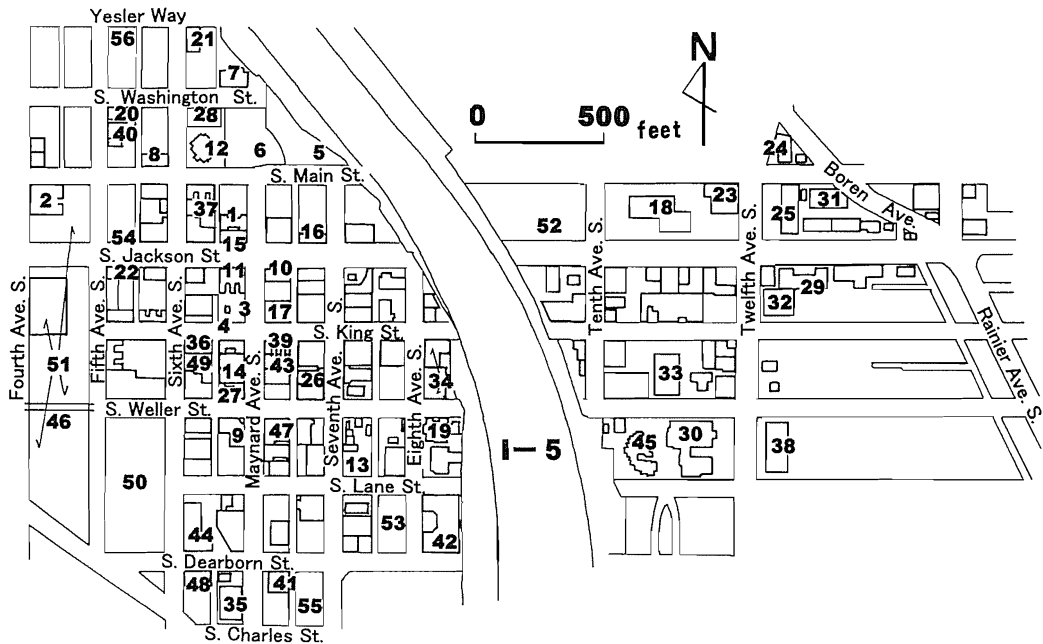 Yesler Way
56
21
7
N
S. Washington St.
20
40
8
28
12
6
5
0 500 feet
24
S. Main St.
Boren Ave.
2
37
1
54
15
16
52
18
23
25
31
S. Jackson St
22
11
10
3
17
4
29
32
S. King St.
Fourth Ave. S.
Fifth Ave. S.
Sixth Ave. S.
Maynard Ave. S.
Seventh Ave. S.
Eighth Ave. S.
Tenth Ave. S.
Twelfth Ave. S.
Rainier Ave. S.
51
36
49
14
27
39
43
26
34
33
46
S. Weller St.
9
47
13
19
I-5
45
30
38
50
S. Lane St.
44
53
42
S. Dearborn St.
48
35
41
55
S. Charles St.